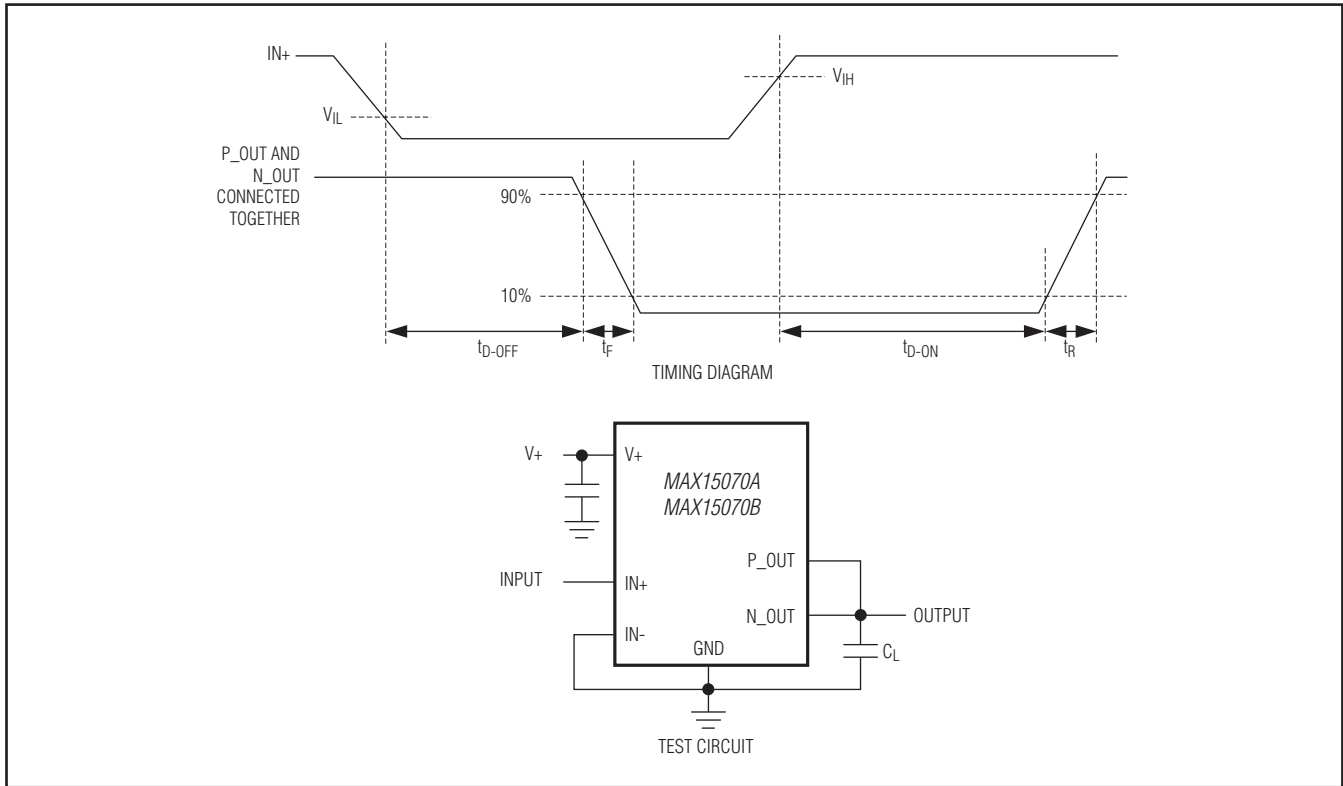 IN+
VIH
VIL
P_OUT AND
N_OUT
CONNECTED
TOGETHER
90%
10%
tD-OFF
tF
tD-ON
tR
TIMING DIAGRAM
V+
V+
MAX15070A
MAX15070B
P_OUT
INPUT
IN+
N_OUT
OUTPUT
IN-
GND
CL
TEST CIRCUIT